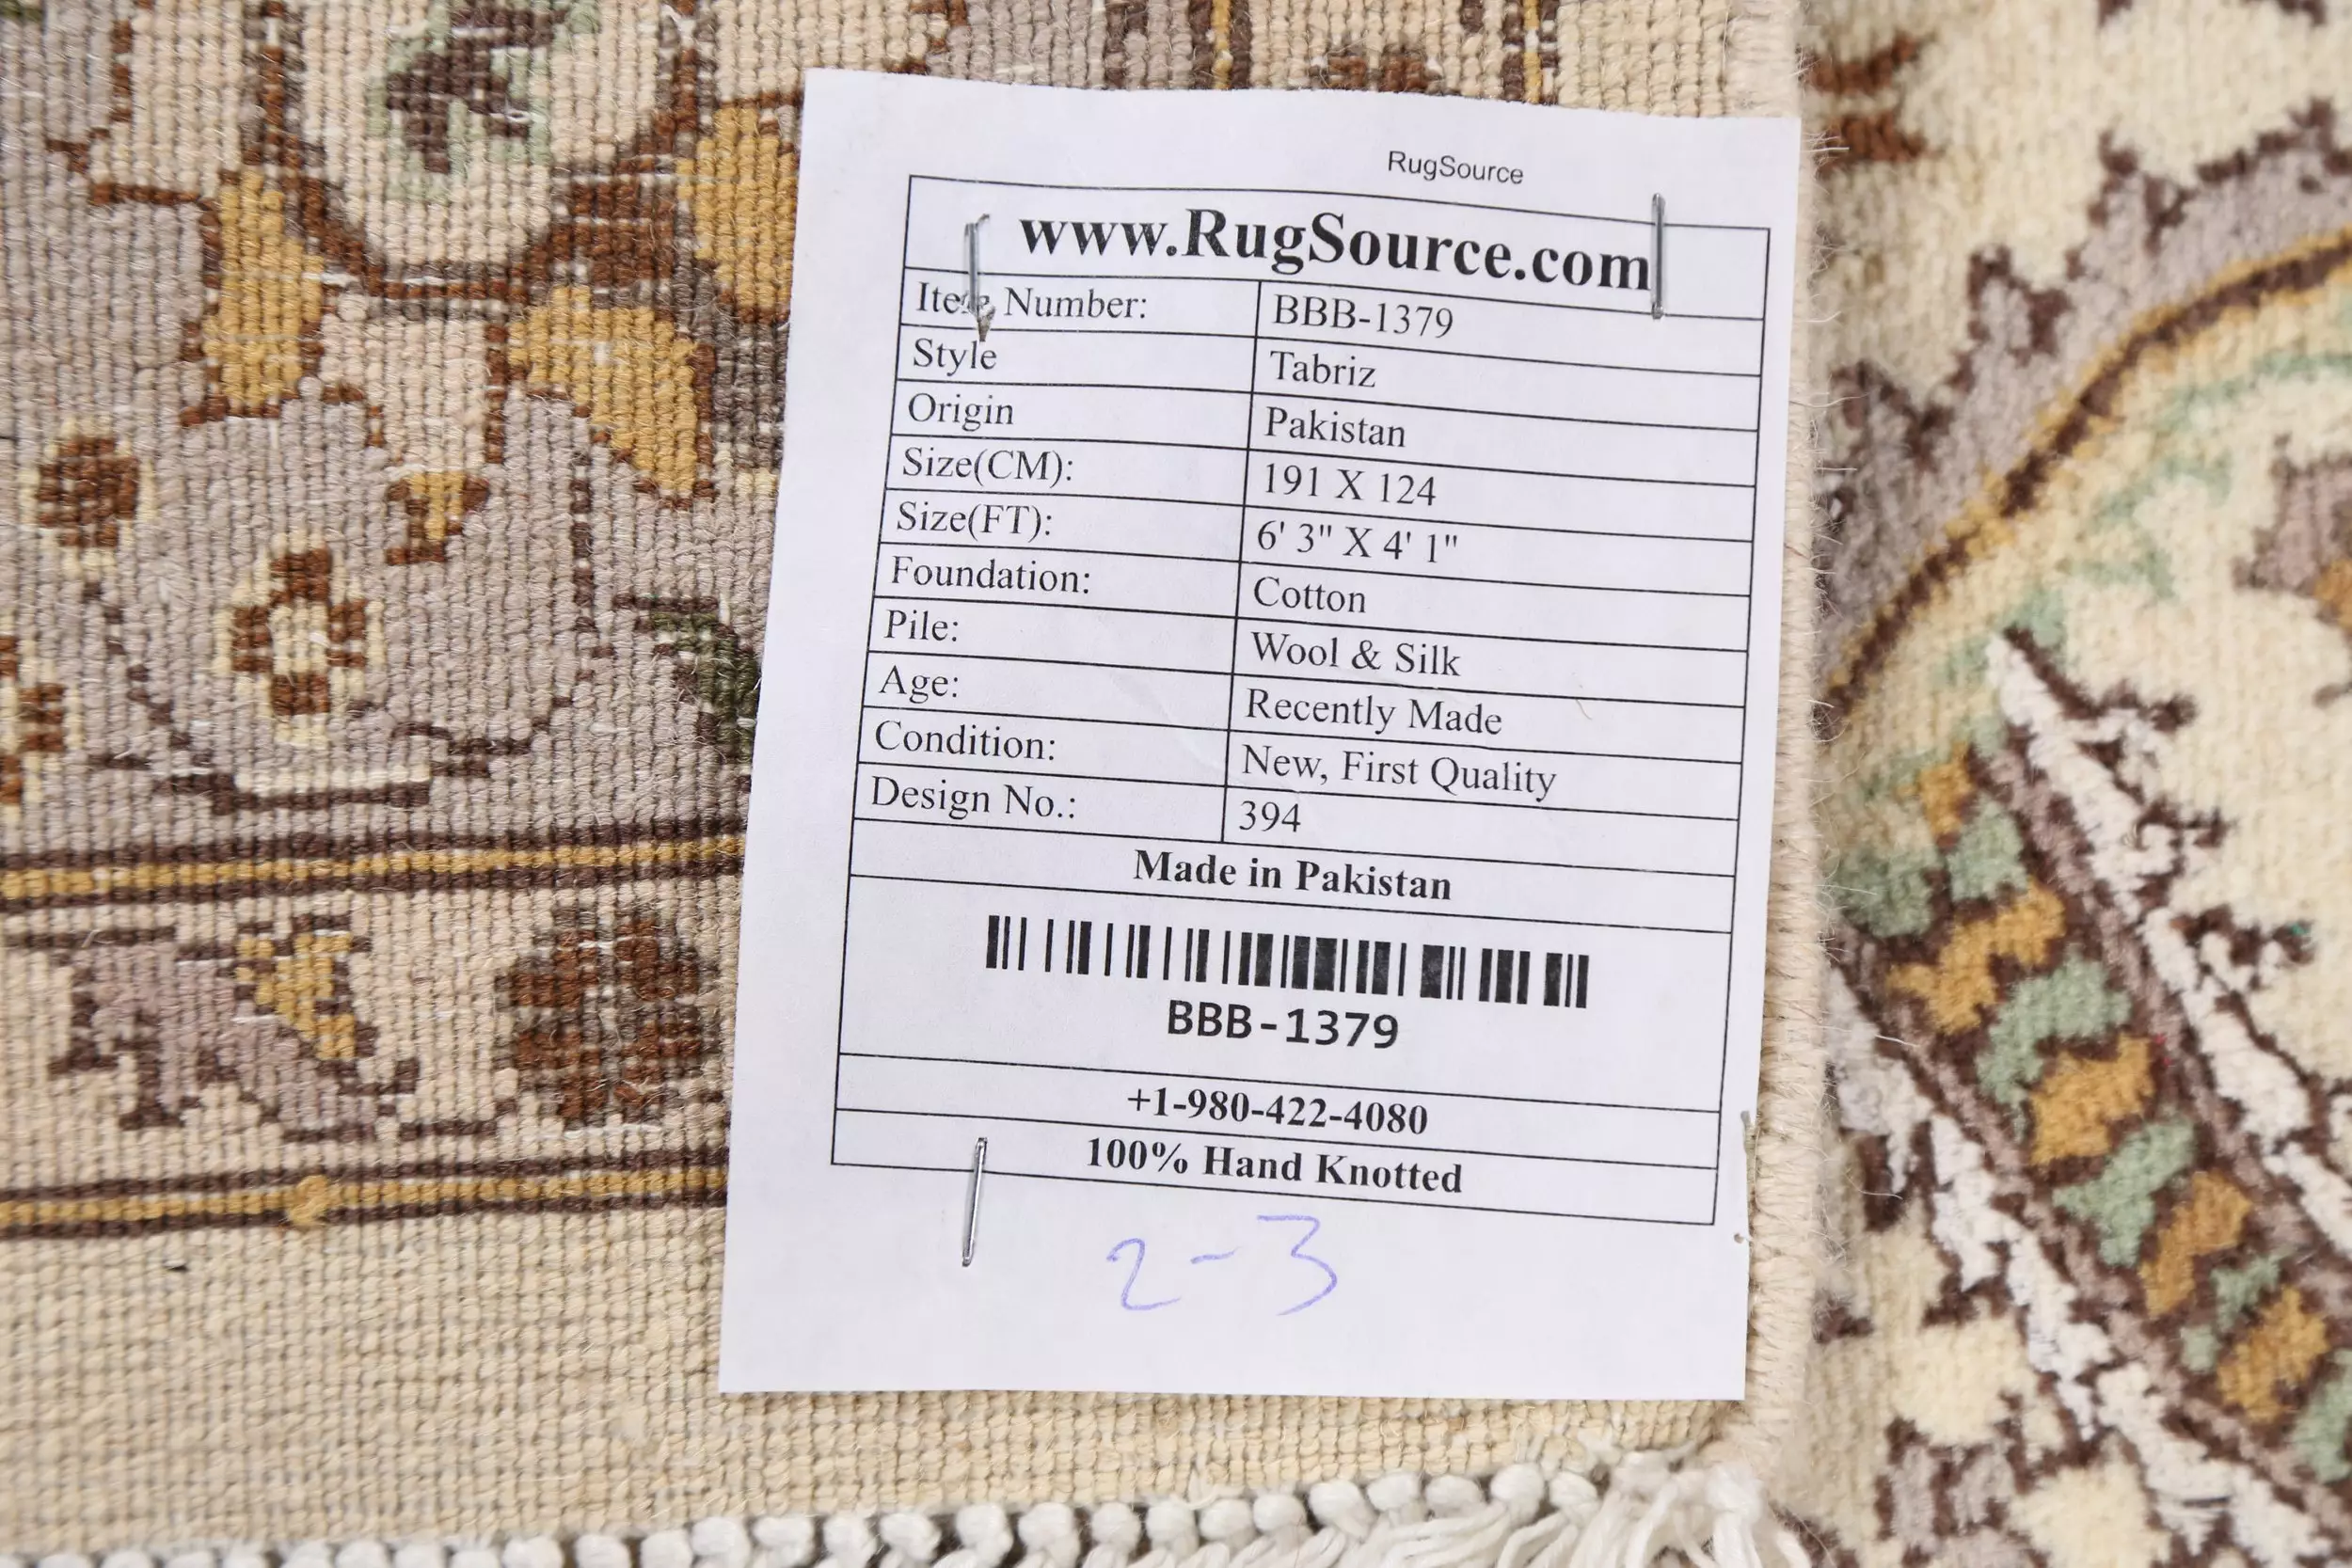 RugSource
www.RugSource.com
Item Number: BBB-1379
Style Tabriz
Origin Pakistan
Size(CM): 191 X 124
Size(FT): 6' 3" X 4' 1"
Foundation: Cotton
Pile: Wool & Silk
Age: Recently Made
Condition: New, First Quality
Design No.: 394
Made in Pakistan
BBB-1379
+1-980-422-4080
100% Hand Knotted
2-3